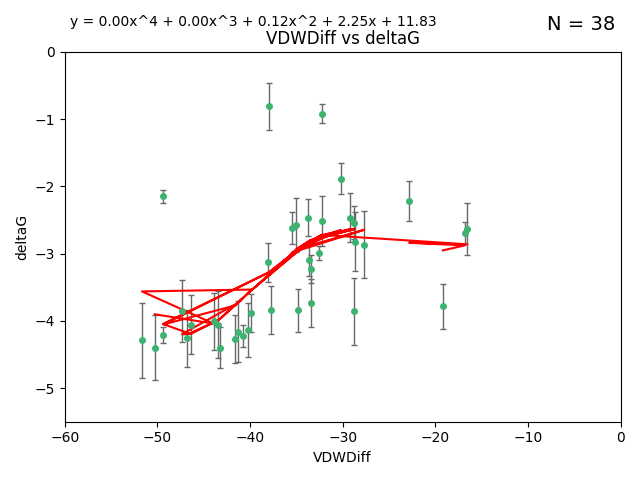 y = 0.00x^4 + 0.00x^3 + 0.12x^2 + 2.25x + 11.83
N = 38
VDWDiff vs deltaG
0
−1
−2
−3
−4
−5
deltaG
−60 −50 −40 −30 −20 −10 0
VDWDiff